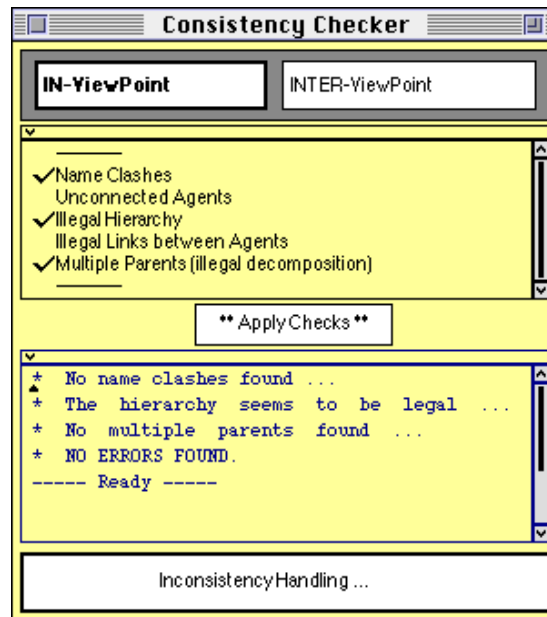 Consistency Checker
IN-ViewPoint INTER-ViewPoint
Name Clashes
Unconnected Agents
Illegal Hierarchy
Illegal Links between Agents
Multiple Parents (illegal decomposition)
** Apply Checks **
* No name clashes found ...
* The hierarchy seems to be legal ...
* No multiple parents found ...
* NO ERRORS FOUND.
----- Ready -----
Inconsistency Handling ...